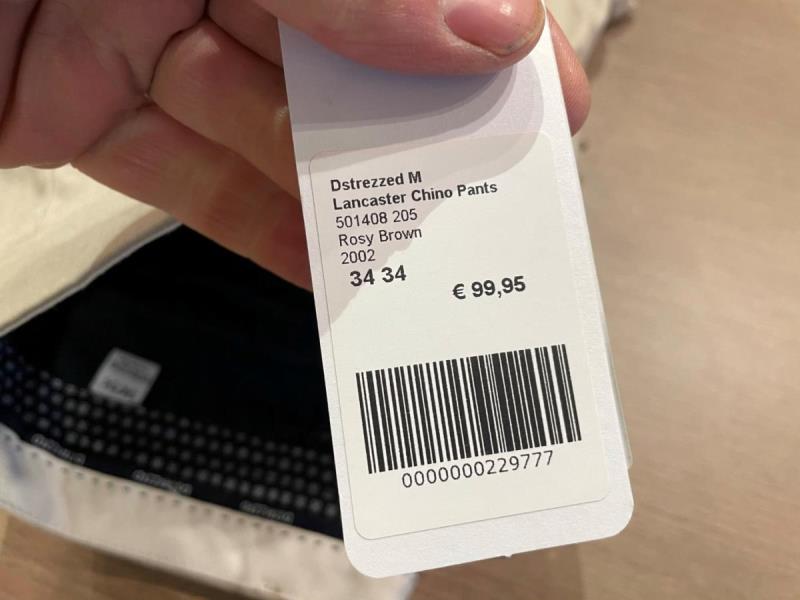 Dstrezzed M
Lancaster Chino Pants
501408 205
Rosy Brown
2002
34 34
€ 99,95
0000000229777